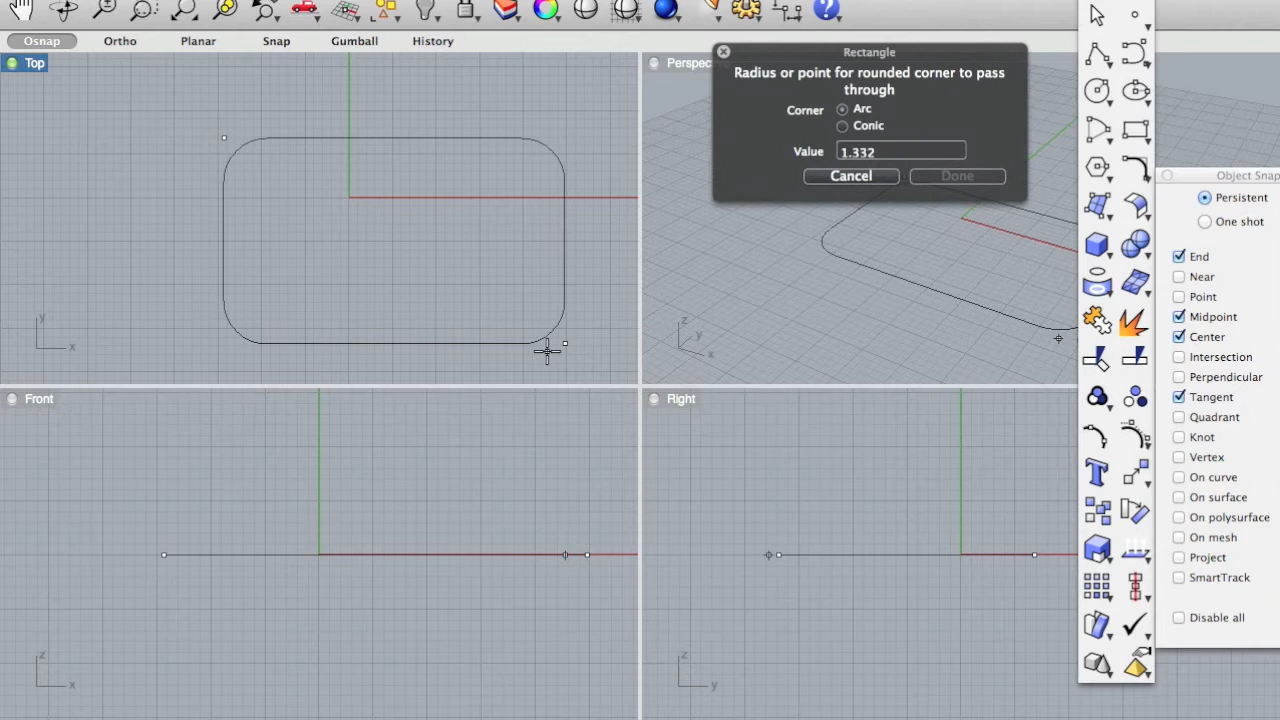 Osnap Ortho Planar Snap Gumball History
Top
y
x
Perspec
z
y
x
Rectangle
Radius or point for rounded corner to pass
through
Corner Arc
Conic
Value 1.332
Cancel Done
Front
z
x
Right
z
y
Object Snap
Persistent
One shot
End
Near
Point
Midpoint
Center
Intersection
Perpendicular
Tangent
Quadrant
Knot
Vertex
On curve
On surface
On polysurface
On mesh
Project
SmartTrack
Disable all